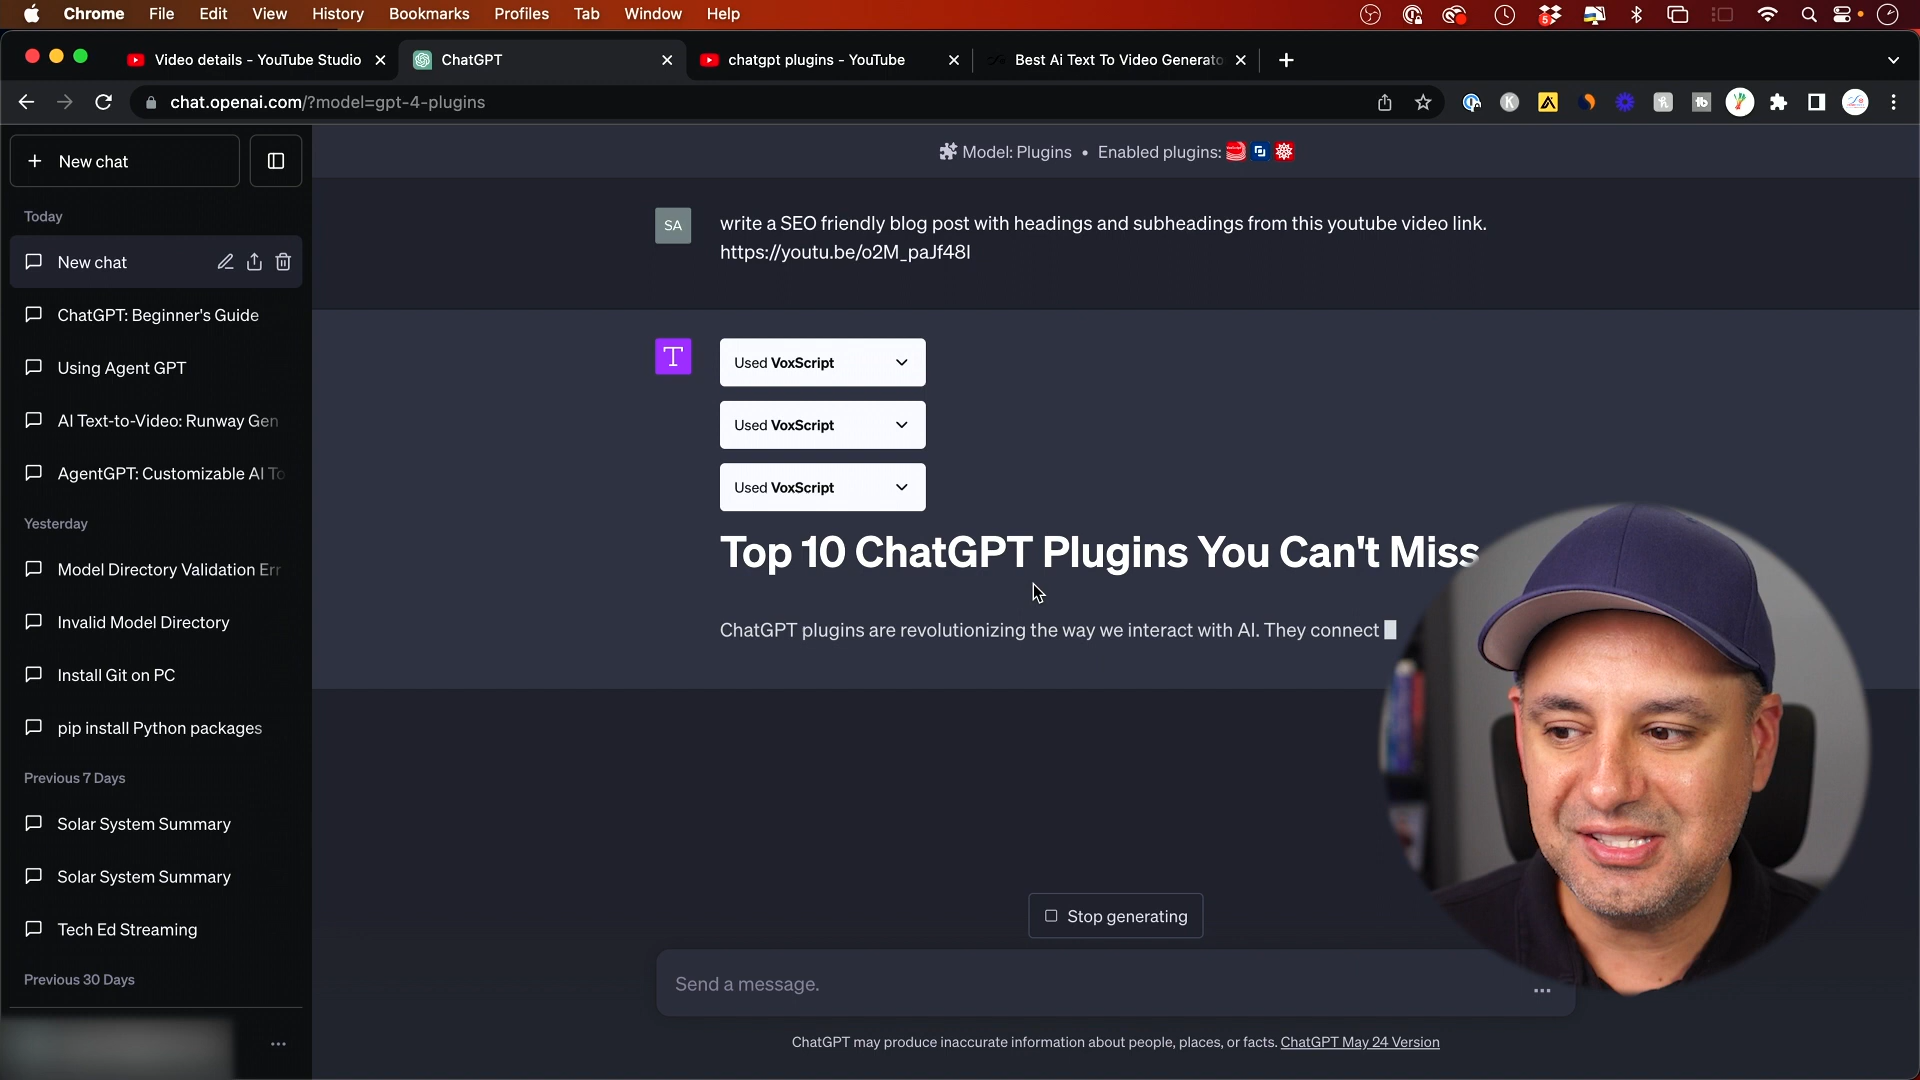 Chrome File Edit View History Bookmarks Profiles Tab Window Help
5
Video details - YouTube Studio
ChatGPT
chatgpt plugins - YouTube
Best Ai Text To Video Generato
chat.openai.com/?model=gpt-4-plugins
K
tb
New chat
Model: Plugins • Enabled plugins:
Today
SA
write a SEO friendly blog post with headings and subheadings from this youtube video link.
https://youtu.be/o2M_paJf48I
New chat
ChatGPT: Beginner's Guide
Using Agent GPT
AI Text-to-Video: Runway Gen
AgentGPT: Customizable AI To
T
Used VoxScript
Used VoxScript
Used VoxScript
Top 10 ChatGPT Plugins You Can't Miss
ChatGPT plugins are revolutionizing the way we interact with AI. They connect
Yesterday
Model Directory Validation Err
Invalid Model Directory
Install Git on PC
pip install Python packages
Previous 7 Days
Solar System Summary
Solar System Summary
Tech Ed Streaming
Previous 30 Days
Stop generating
Send a message.
ChatGPT may produce inaccurate information about people, places, or facts. ChatGPT May 24 Version